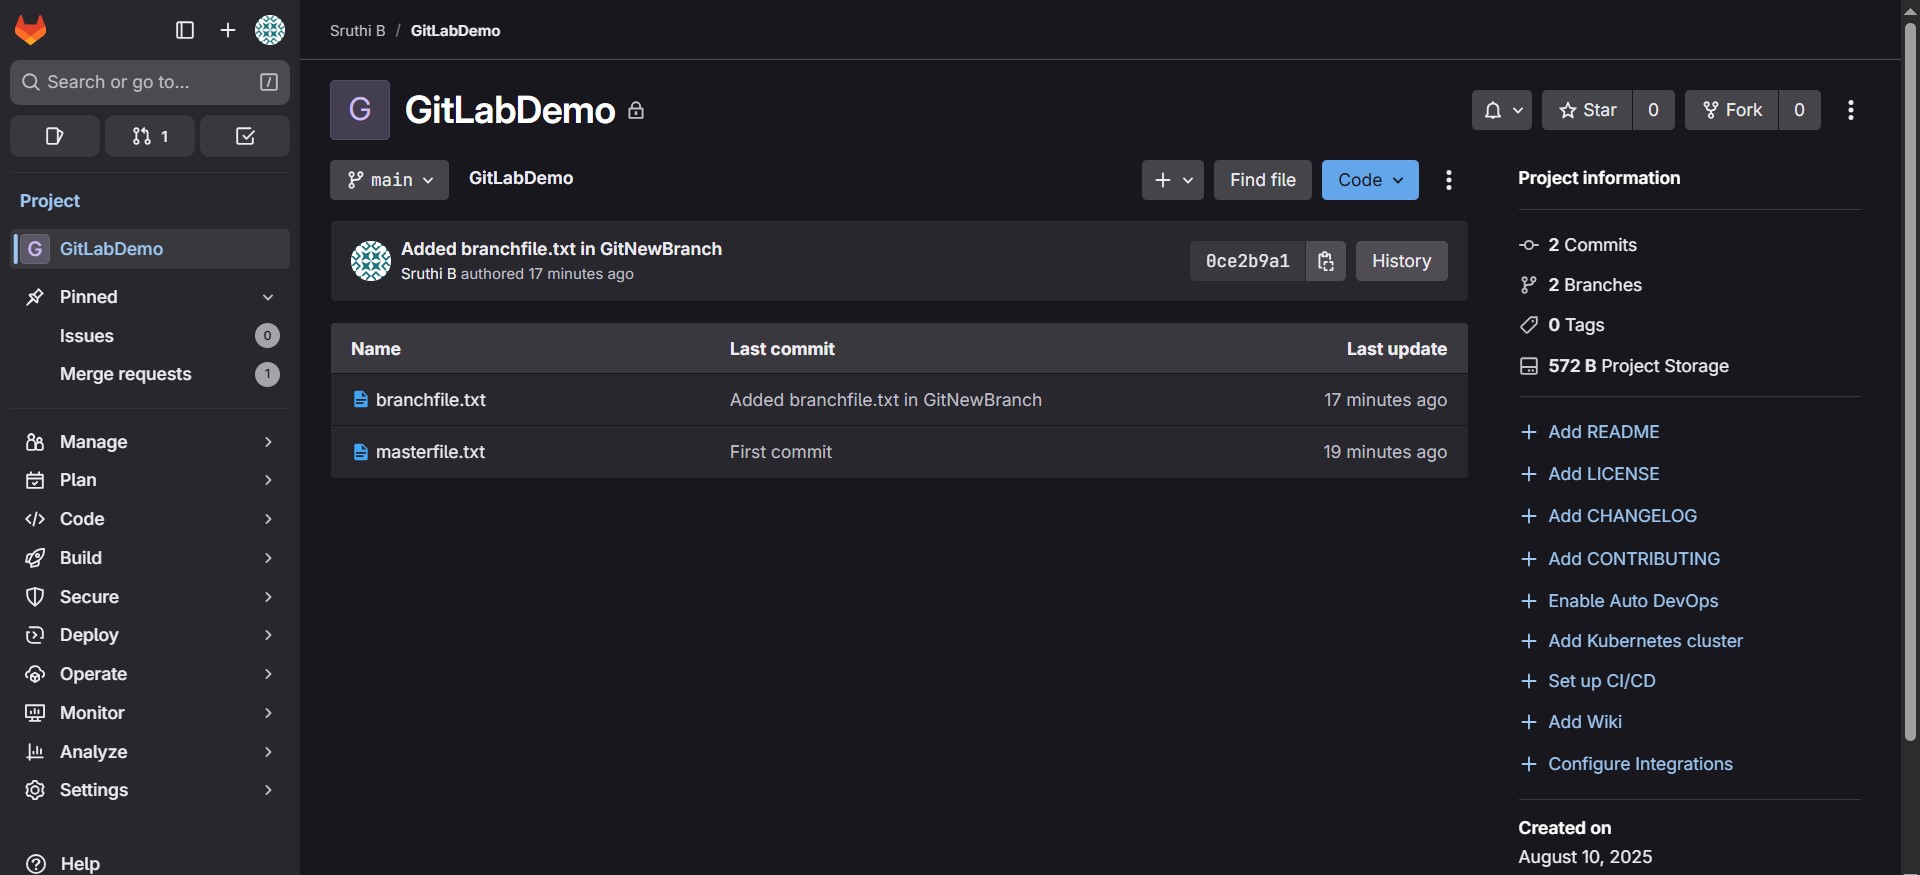 Sruthi B / GitLabDemo
Search or go to... /
1
Project
G GitLabDemo
Pinned
Issues 0
Merge requests 1
Manage
Plan
Code
Build
Secure
Deploy
Operate
Monitor
Analyze
Settings
Help
G GitLabDemo
Star 0 Fork 0
main GitLabDemo
Find file Code
Added branchfile.txt in GitNewBranch
Sruthi B authored 17 minutes ago
0ce2b9a1 History
Name Last commit Last update
branchfile.txt Added branchfile.txt in GitNewBranch 17 minutes ago
masterfile.txt First commit 19 minutes ago
Project information
2 Commits
2 Branches
0 Tags
572 B Project Storage
Add README
Add LICENSE
Add CHANGELOG
Add CONTRIBUTING
Enable Auto DevOps
Add Kubernetes cluster
Set up CI/CD
Add Wiki
Configure Integrations
Created on
August 10, 2025